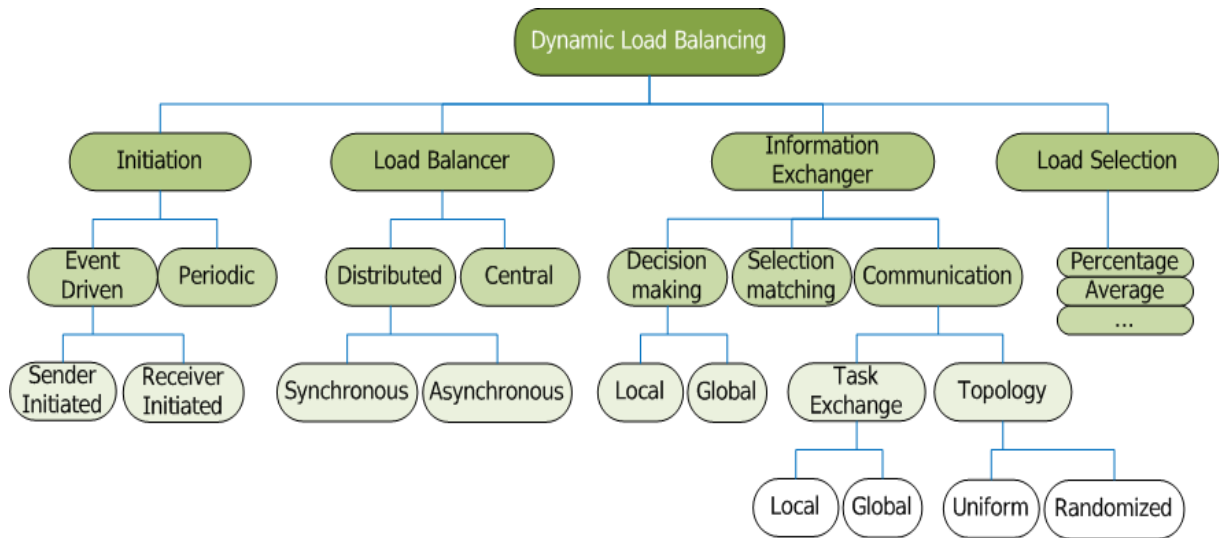 Dynamic Load Balancing
Initiation
Load Balancer
Information
Exchanger
Load Selection
Event
Driven
Periodic
Distributed
Central
Decision
making
Selection
matching
Communication
Percentage
Average
...
Sender
Initiated
Receiver
Initiated
Synchronous
Asynchronous
Local
Global
Task
Exchange
Topology
Local
Global
Uniform
Randomized